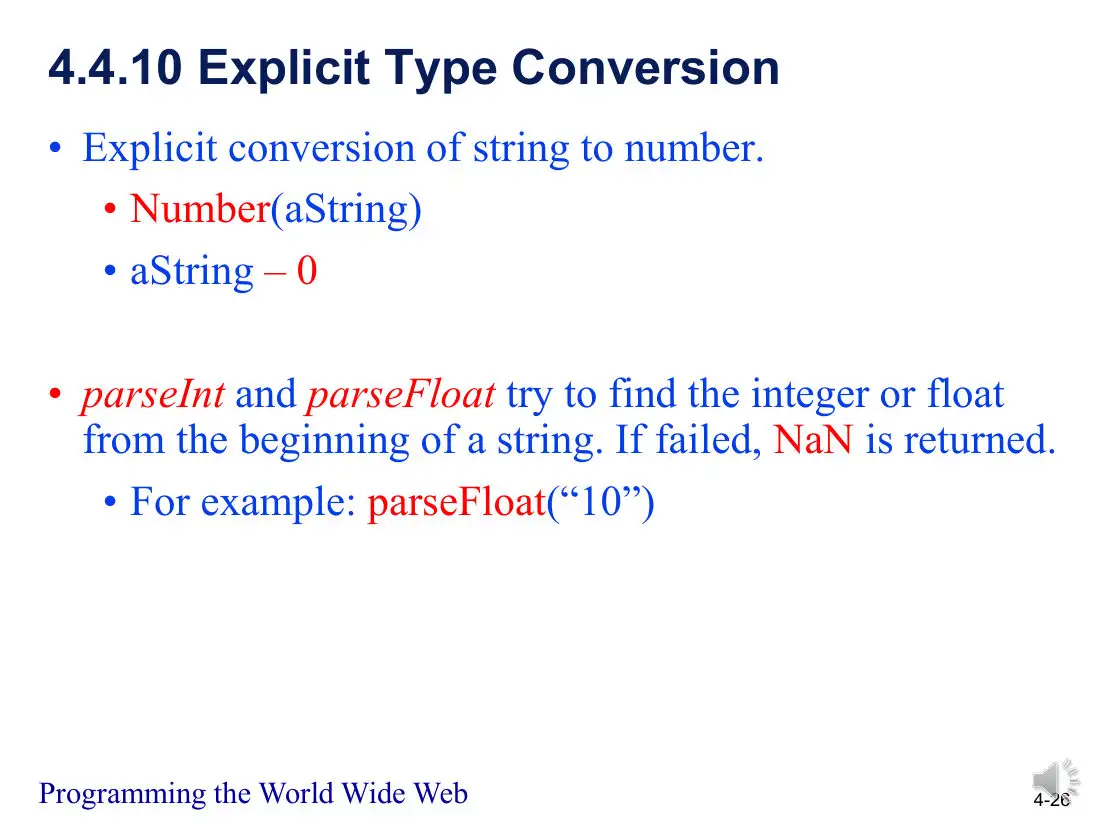 4.4.10 Explicit Type Conversion
• Explicit conversion of string to number.
• Number(aString)
• aString – 0
• parseInt and parseFloat try to find the integer or float
from the beginning of a string. If failed, NaN is returned.
• For example: parseFloat(“10”)
Programming the World Wide Web
4-26